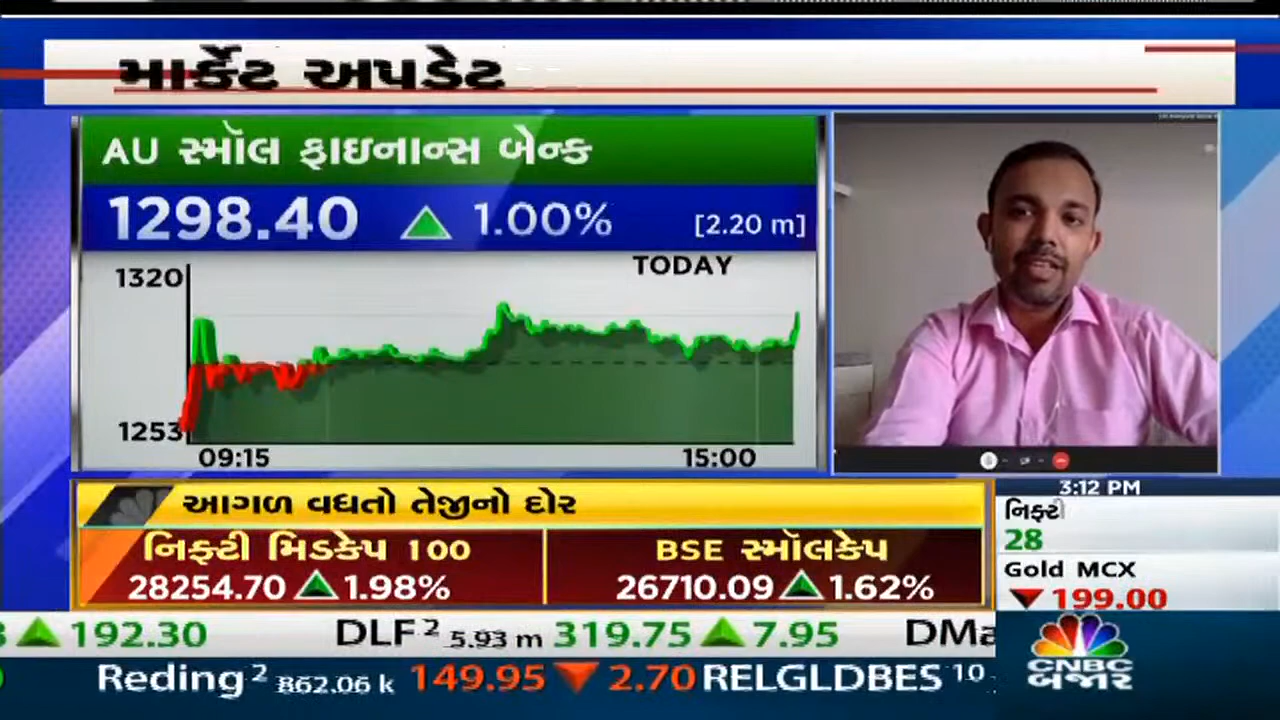 માર્કેટ અપડેટ
AU સ્મૉલ ફાઇનાન્સ બેન્ક
1298.40 ▲ 1.00% [2.20 m]
TODAY
1320
1253
09:15 15:00
આગળ વધતો તેજીનો દોર
નિફ્ટી મિડકેપ 100
28254.70 ▲ 1.98%
BSE સ્મૉલકેપ
26710.09 ▲ 1.62%
3:12 PM
નિફ્ટી
28
Gold MCX
▼ 199.00
▲ 192.30 DLF 2 5.93 m 319.75 ▲ 7.95 DMa
Reding 2 862.06 k 149.95 ▼ 2.70 RELGLDBES 10
CNBC
બજાર